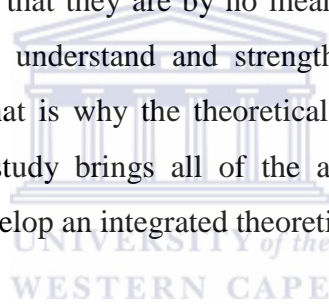 that they are by no mean
understand and strength
at is why the theoretical
study brings all of the a
velop an integrated theoreti
UNIVERSITY of the
WESTERN CAPE